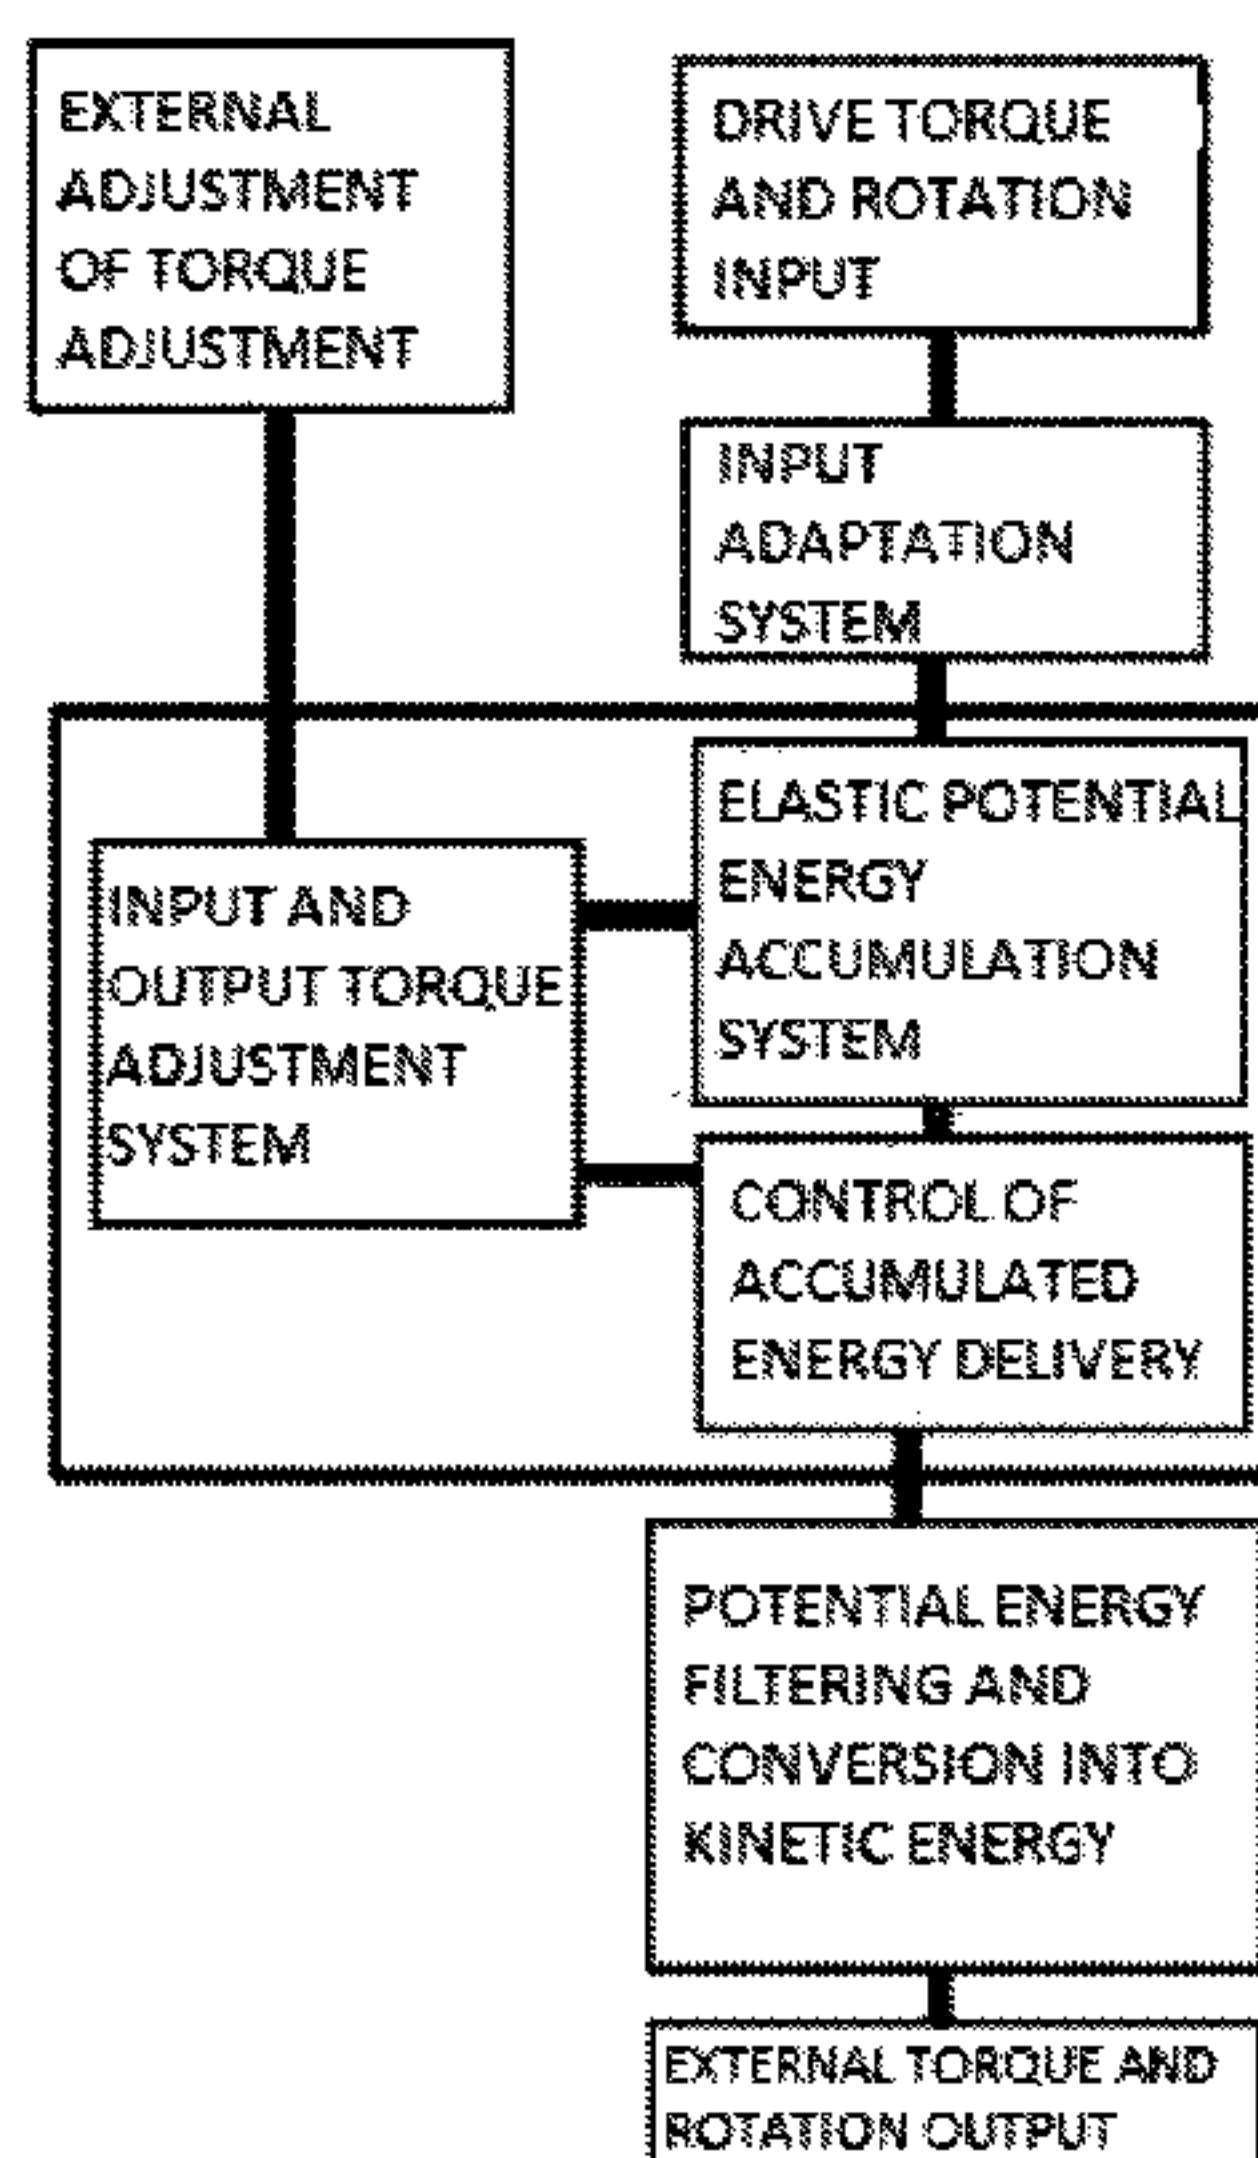 EXTERNAL
ADJUSTMENT
OF TORQUE
ADJUSTMENT
DRIVE TORQUE
AND ROTATION
INPUT
INPUT
ADAPTATION
SYSTEM
INPUT AND
OUTPUT TORQUE
ADJUSTMENT
SYSTEM
ELASTIC POTENTIAL
ENERGY
ACCUMULATION
SYSTEM
CONTROL OF
ACCUMULATED
ENERGY DELIVERY
POTENTIAL ENERGY
FILTERING AND
CONVERSION INTO
KINETIC ENERGY
EXTERNAL TORQUE AND
ROTATION OUTPUT